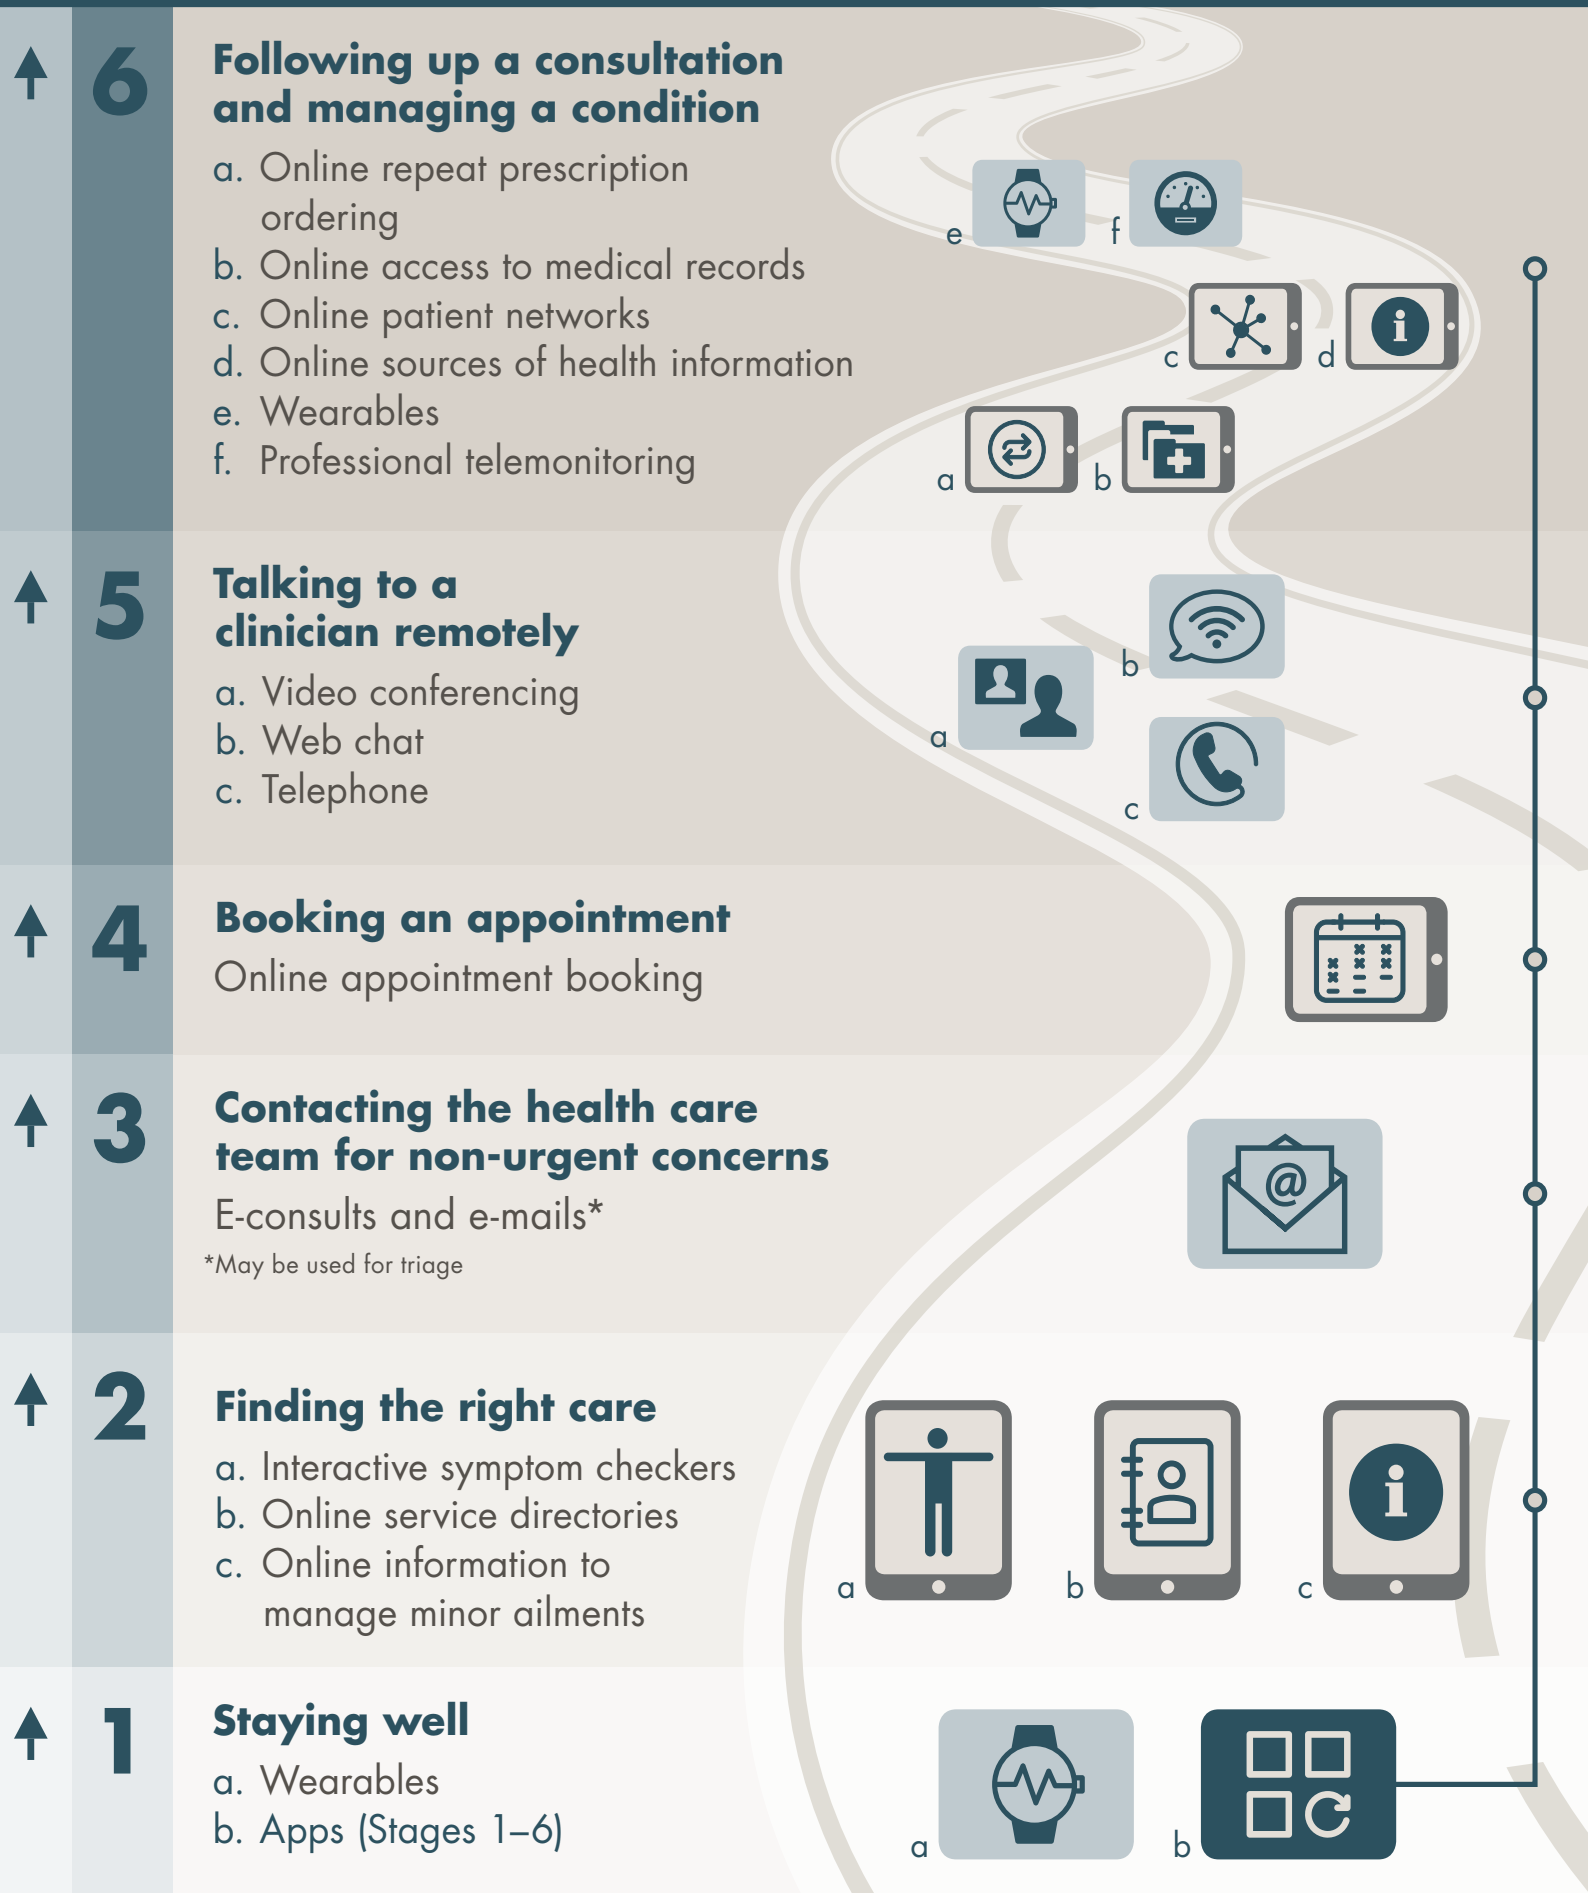 6
Following up a consultation
and managing a condition
a. Online repeat prescription
ordering
b. Online access to medical records
c. Online patient networks
d. Online sources of health information
e. Wearables
f. Professional telemonitoring
e
f
c
i
d
a
b
5
Talking to a
clinician remotely
a. Video conferencing
b. Web chat
c. Telephone
b
a
c
4
Booking an appointment
Online appointment booking
3
Contacting the health care
team for non-urgent concerns
E-consults and e-mails*
*May be used for triage
@
2
Finding the right care
a. Interactive symptom checkers
b. Online service directories
c. Online information to
manage minor ailments
i
a
b
c
1
Staying well
a. Wearables
b. Apps (Stages 1–6)
a
b